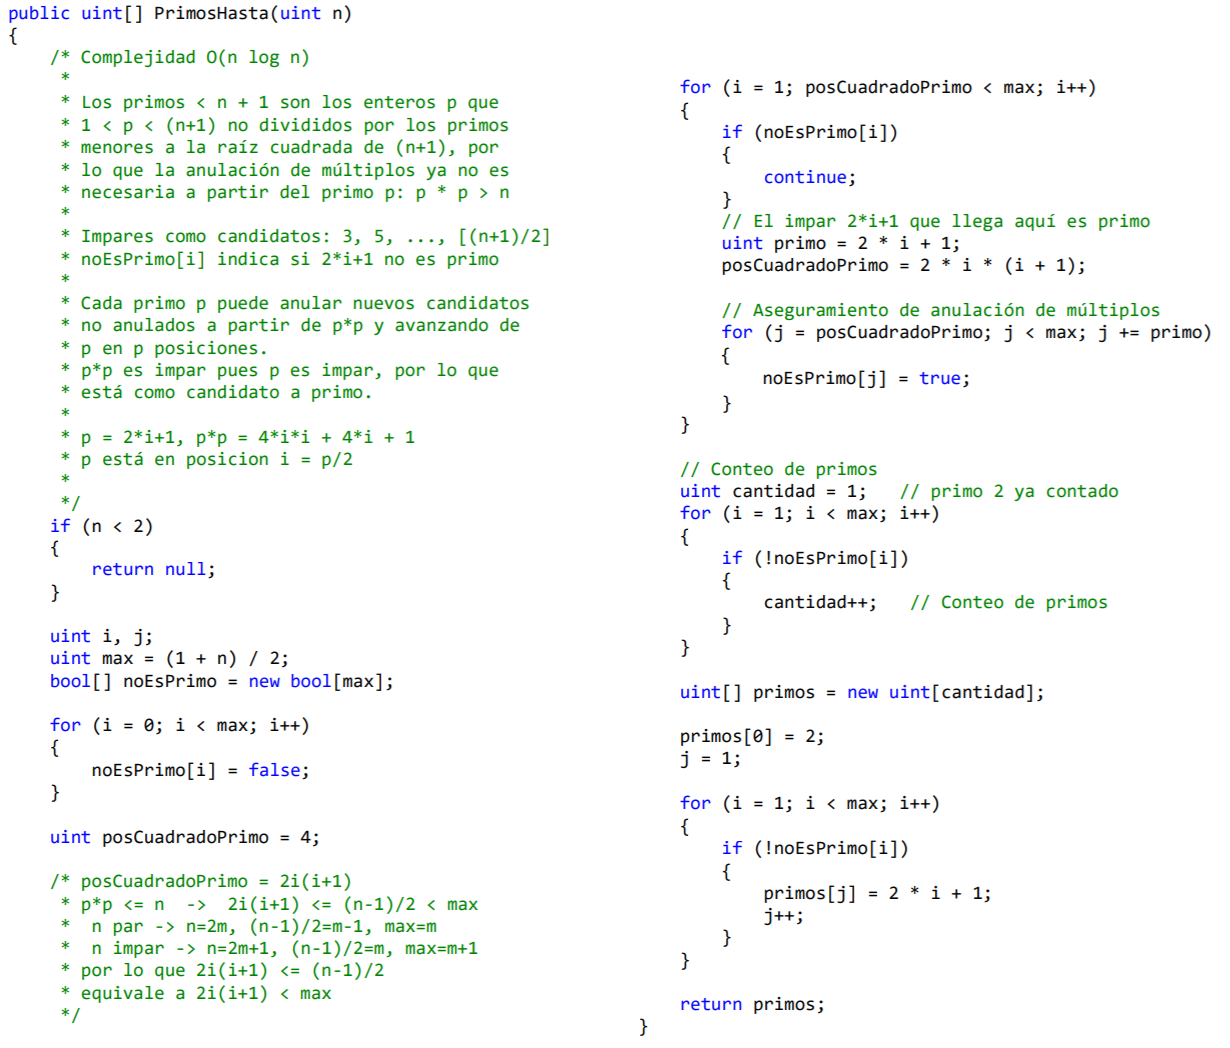 public uint[] PrimosHasta(uint n)
{
    /* Complejidad O(n log n)
     *
     * Los primos < n + 1 son los enteros p que
     * 1 < p < (n+1) no divididos por los primos
     * menores a la raíz cuadrada de (n+1), por
     * lo que la anulación de múltiplos ya no es
     * necesaria a partir del primo p: p * p > n
     *
     * Impares como candidatos: 3, 5, ..., [(n+1)/2]
     * noEsPrimo[i] indica si 2*i+1 no es primo
     *
     * Cada primo p puede anular nuevos candidatos
     * no anulados a partir de p*p y avanzando de
     * p en p posiciones.
     * p*p es impar pues p es impar, por lo que
     * está como candidato a primo.
     *
     * p = 2*i+1, p*p = 4*i*i + 4*i + 1
     * p está en posicion i = p/2
     *
     */
    if (n < 2)
    {
        return null;
    }

    uint i, j;
    uint max = (1 + n) / 2;
    bool[] noEsPrimo = new bool[max];

    for (i = 0; i < max; i++)
    {
        noEsPrimo[i] = false;
    }

    uint posCuadradoPrimo = 4;

    /* posCuadradoPrimo = 2i(i+1)
     * p*p <= n  ->  2i(i+1) <= (n-1)/2 < max
     *  n par -> n=2m, (n-1)/2=m-1, max=m
     *  n impar -> n=2m+1, (n-1)/2=m, max=m+1
     * por lo que 2i(i+1) <= (n-1)/2
     * equivale a 2i(i+1) < max
     */
    for (i = 1; posCuadradoPrimo < max; i++)
    {
        if (noEsPrimo[i])
        {
            continue;
        }
        // El impar 2*i+1 que llega aquí es primo
        uint primo = 2 * i + 1;
        posCuadradoPrimo = 2 * i * (i + 1);

        // Aseguramiento de anulación de múltiplos
        for (j = posCuadradoPrimo; j < max; j += primo)
        {
            noEsPrimo[j] = true;
        }
    }

    // Conteo de primos
    uint cantidad = 1;   // primo 2 ya contado
    for (i = 1; i < max; i++)
    {
        if (!noEsPrimo[i])
        {
            cantidad++;   // Conteo de primos
        }
    }

    uint[] primos = new uint[cantidad];

    primos[0] = 2;
    j = 1;

    for (i = 1; i < max; i++)
    {
        if (!noEsPrimo[i])
        {
            primos[j] = 2 * i + 1;
            j++;
        }
    }

    return primos;
}